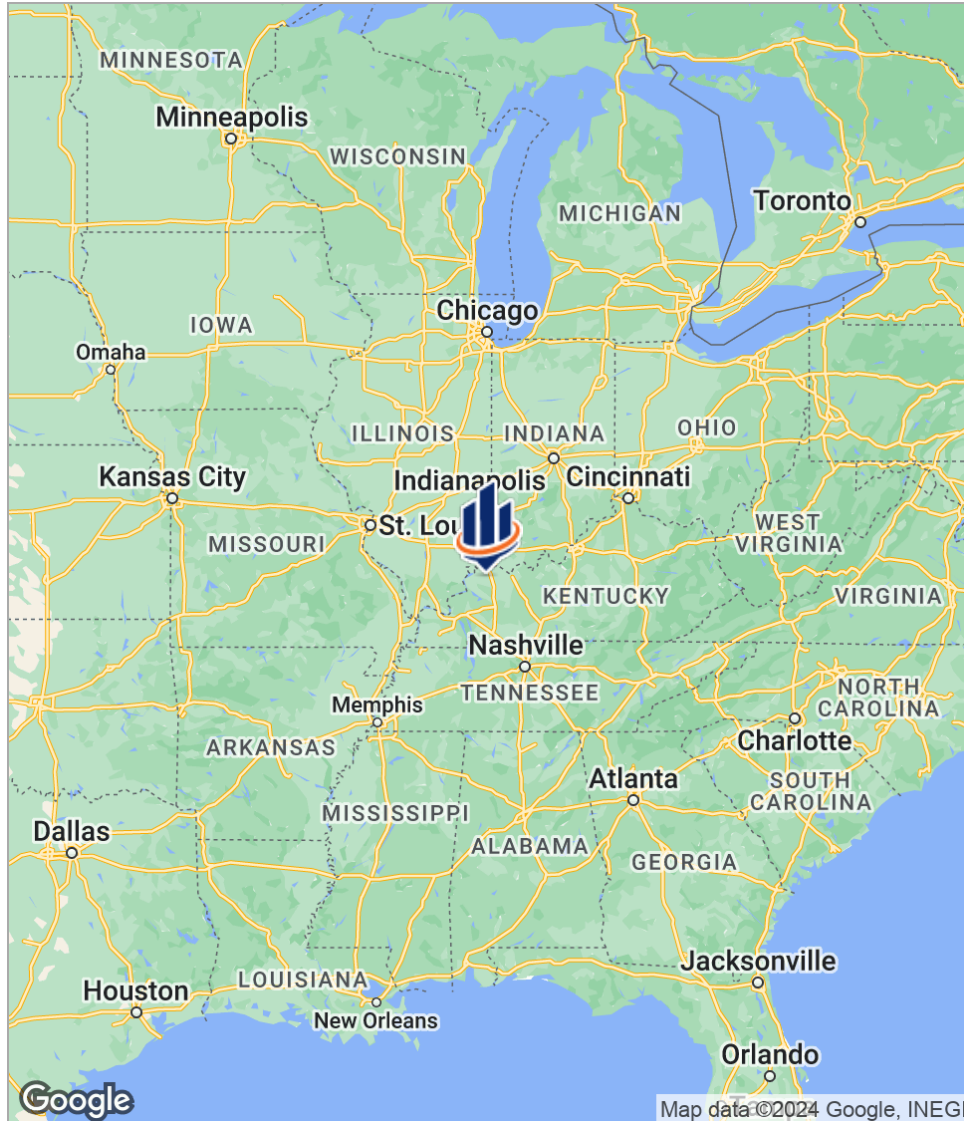 MINNESOTA
Minneapolis
WISCONSIN
MICHIGAN
Toronto
Chicago
IOWA
Omaha
ILLINOIS
INDIANA
OHIO
Kansas City
Indianapolis
Cincinnati
St. Lou
MISSOURI
WEST
VIRGINIA
KENTUCKY
VIRGINIA
Nashville
TENNESSEE
NORTH
CAROLINA
Memphis
Charlotte
ARKANSAS
Atlanta
SOUTH
CAROLINA
MISSISSIPPI
Dallas
ALABAMA
GEORGIA
Jacksonville
LOUISIANA
Houston
New Orleans
Orlando
Tampa
Google
Map data ©2024 Google, INEGI